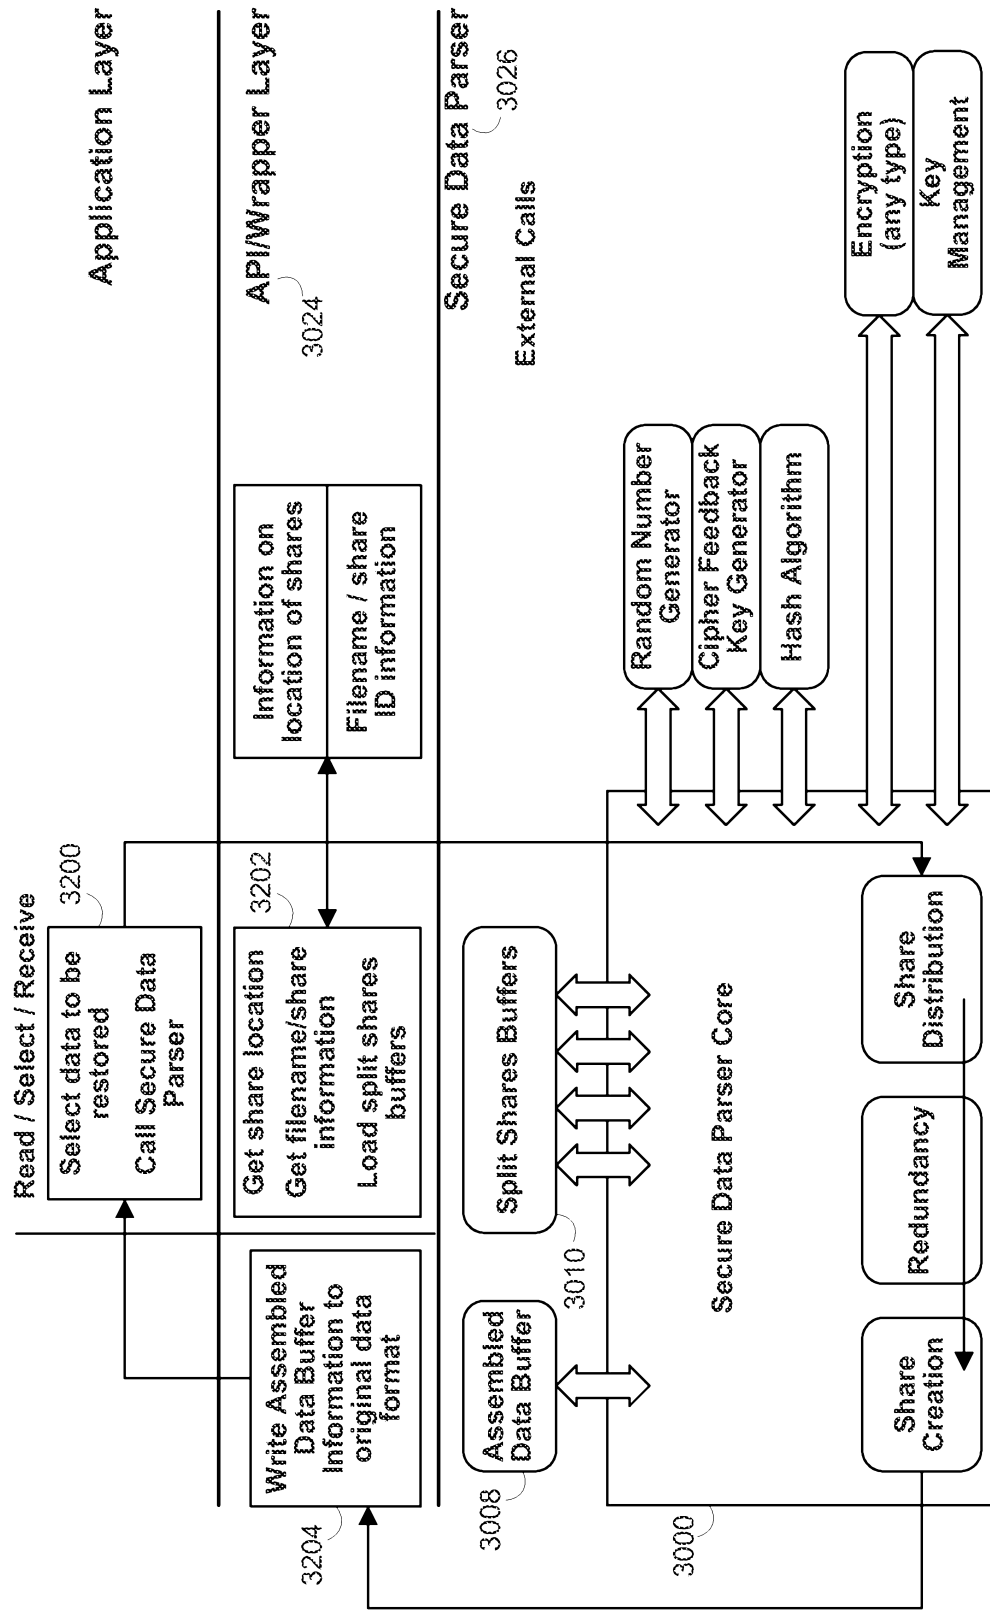 Read / Select / Receive
Application Layer
3200
Select data to be
restored
Call Secure Data
Parser
API/Wrapper Layer
3024
3204
Write Assembled
Data Buffer
Information to
original data
format
3202
Get share location
Get filename/share
information
Load split shares
buffers
Information on
location of shares
Filename / share
ID information
Secure Data Parser
3026
External Calls
3008
Assembled
Data Buffer
3010
Split Shares Buffers
3000
Secure Data Parser Core
Random Number
Generator
Cipher Feedback
Key Generator
Hash Algorithm
Encryption
(any type)
Key
Management
Share
Creation
Redundancy
Share
Distribution